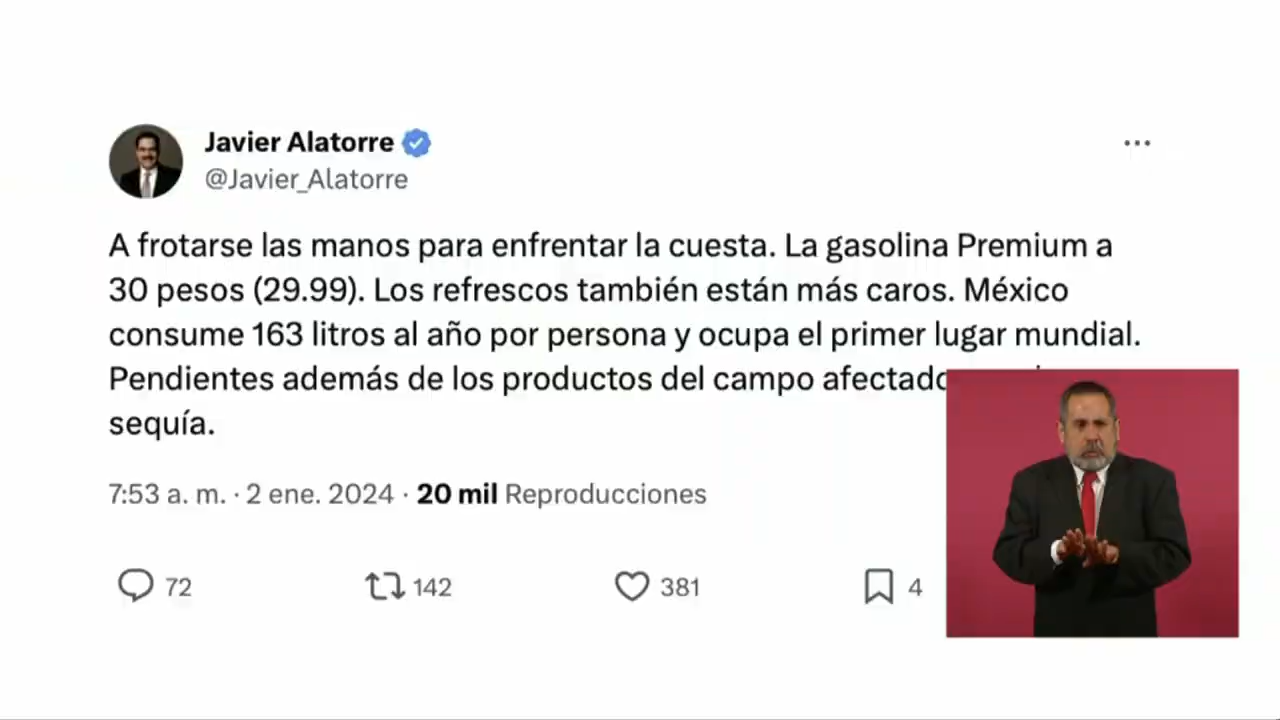 Javier Alatorre
@Javier_Alatorre
A frotarse las manos para enfrentar la cuesta. La gasolina Premium a
30 pesos (29.99). Los refrescos también están más caros. México
consume 163 litros al año por persona y ocupa el primer lugar mundial.
Pendientes además de los productos del campo
sequía.
7:53 a. m. · 2 ene. 2024 · 20 mil Reproducciones
72 142 381 4